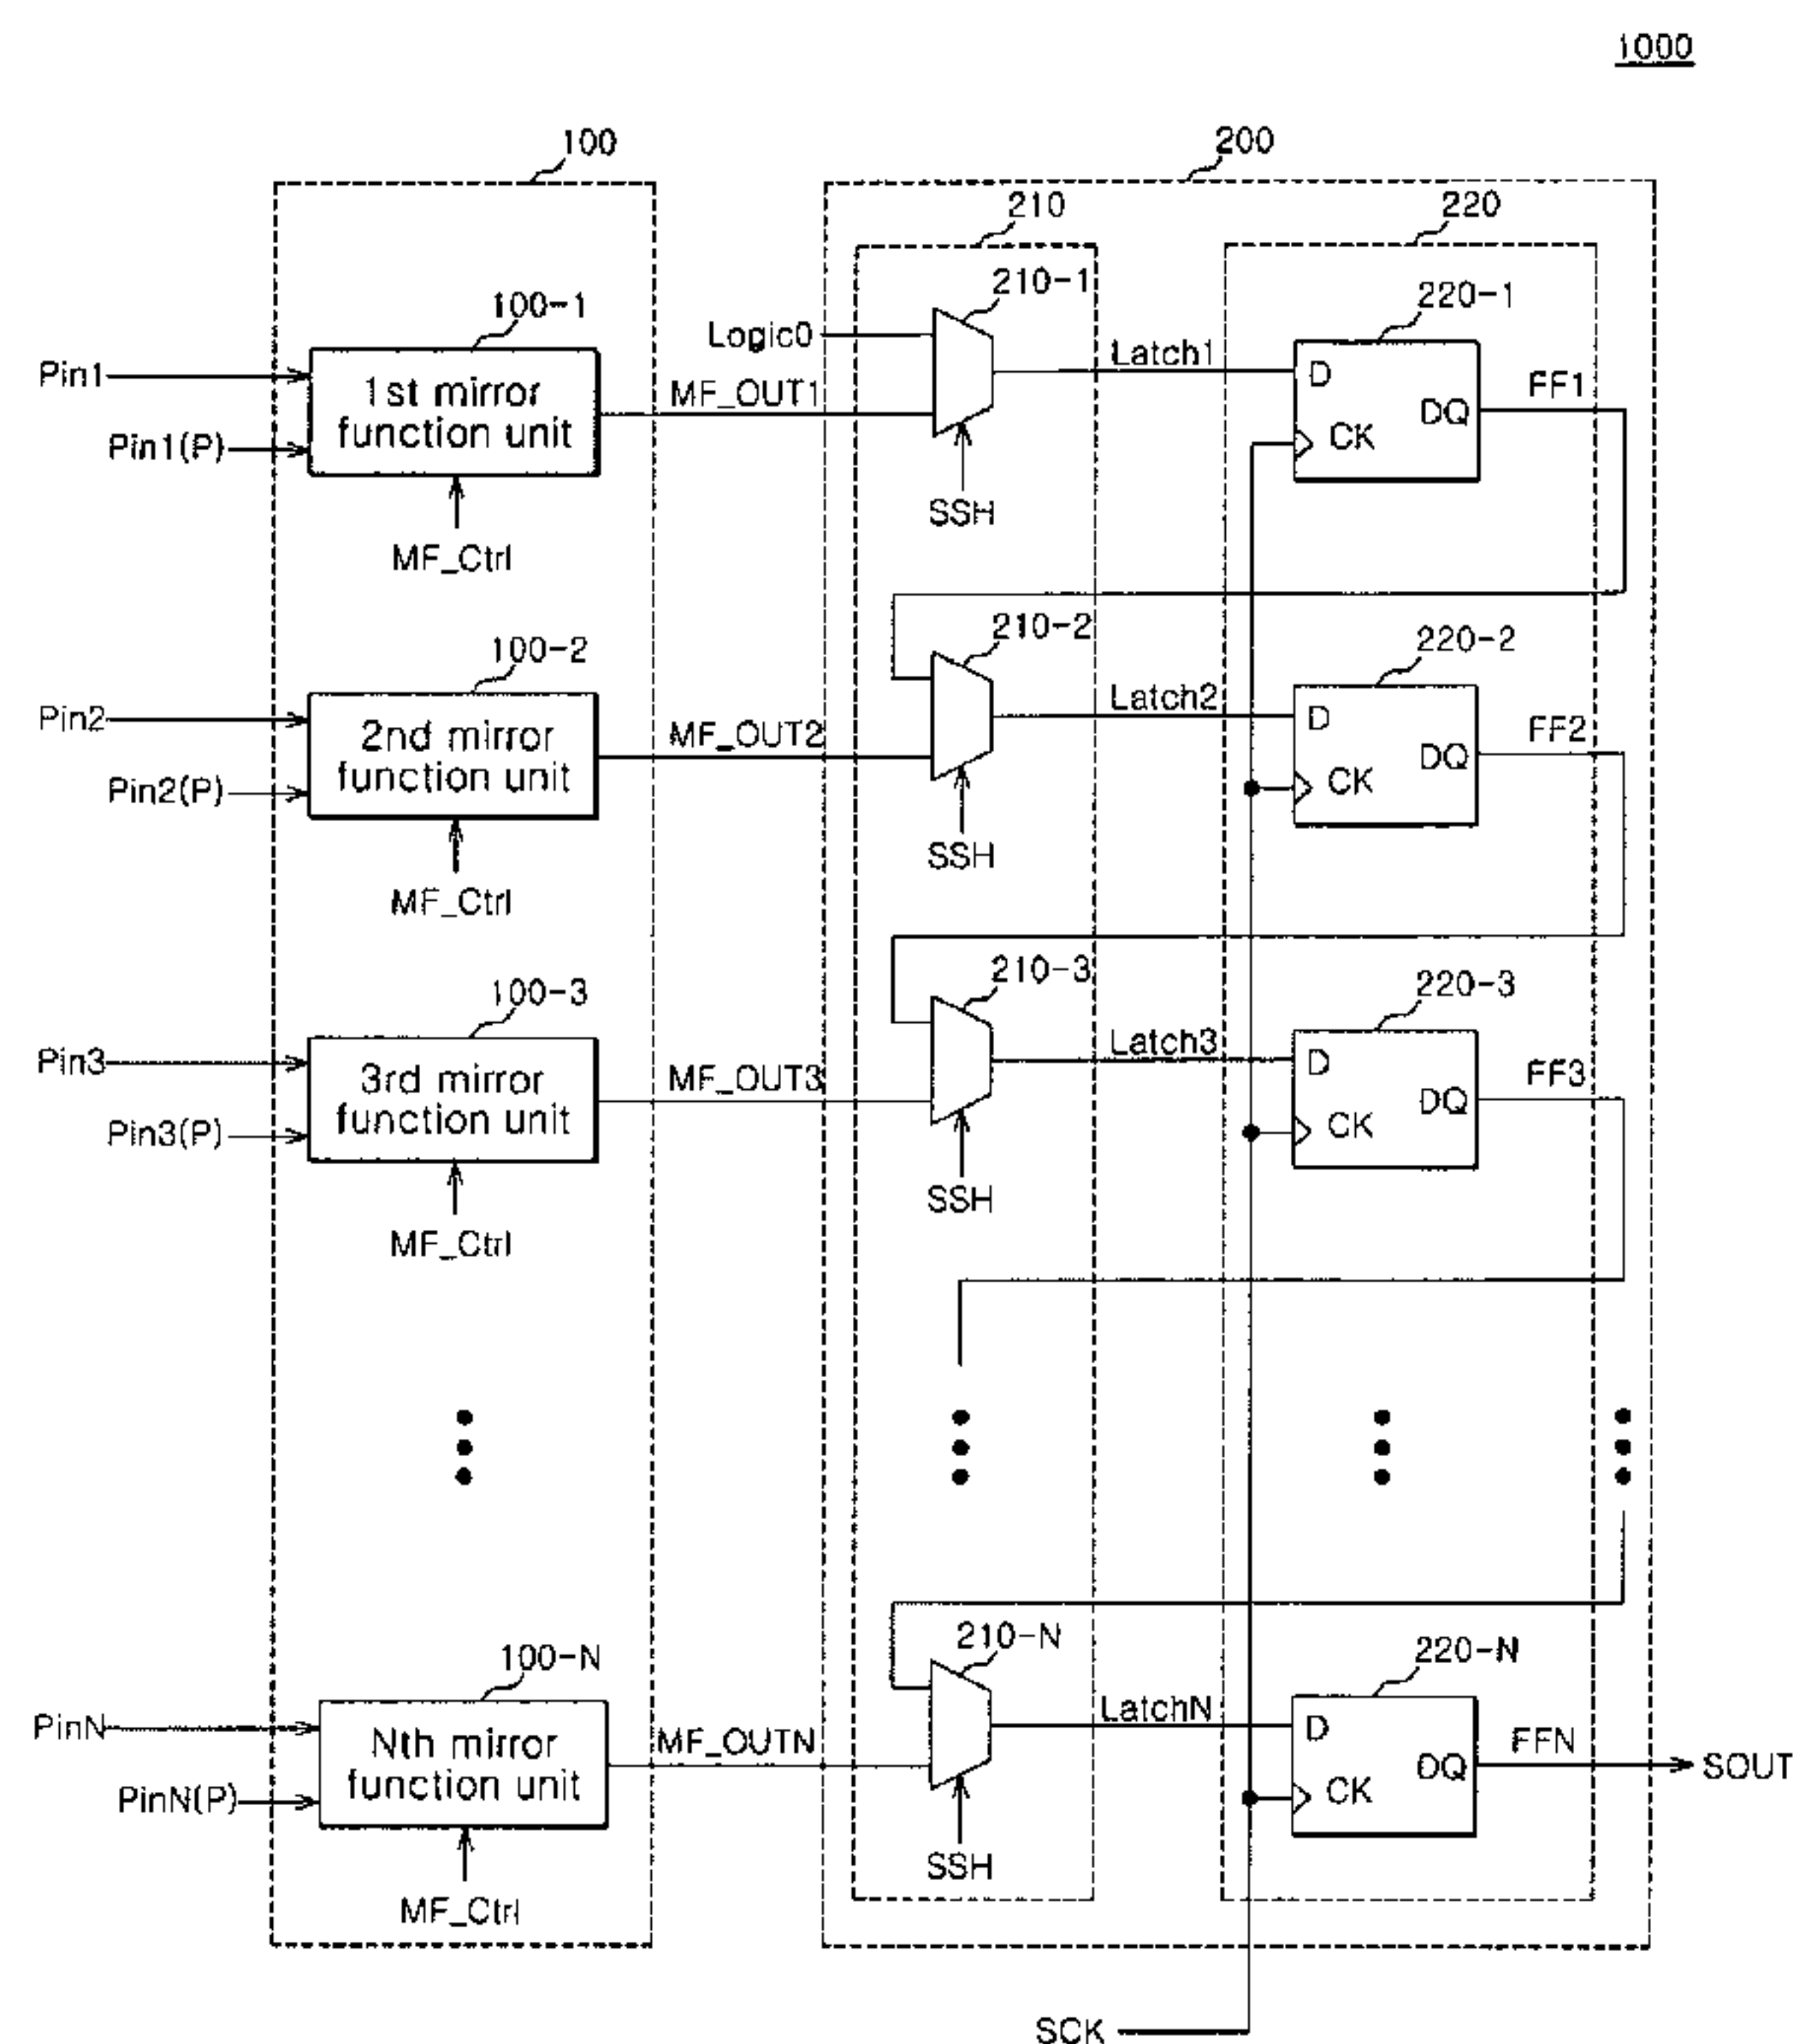 1000
100
200
210
220
210-1
220-1
100-1
Logic0
Latch1
D
FF1
Pin1
1st mirror
function unit
MF_OUT1
DQ
CK
Pin1(P)
SSH
MF_Ctrl
210-2
220-2
100-2
Latch2
D
FF2
Pin2
2nd mirror
function unit
MF_OUT2
DQ
CK
Pin2(P)
SSH
MF_Ctrl
210-3
220-3
100-3
Latch3
D
FF3
Pin3
3rd mirror
function unit
MF_OUT3
DQ
CK
Pin3(P)
SSH
MF_Ctrl
210-N
220-N
100-N
LatchN
D
FFN
PinN
Nth mirror
function unit
MF_OUTN
DQ
SOUT
CK
PinN(P)
SSH
MF_Ctrl
SCK